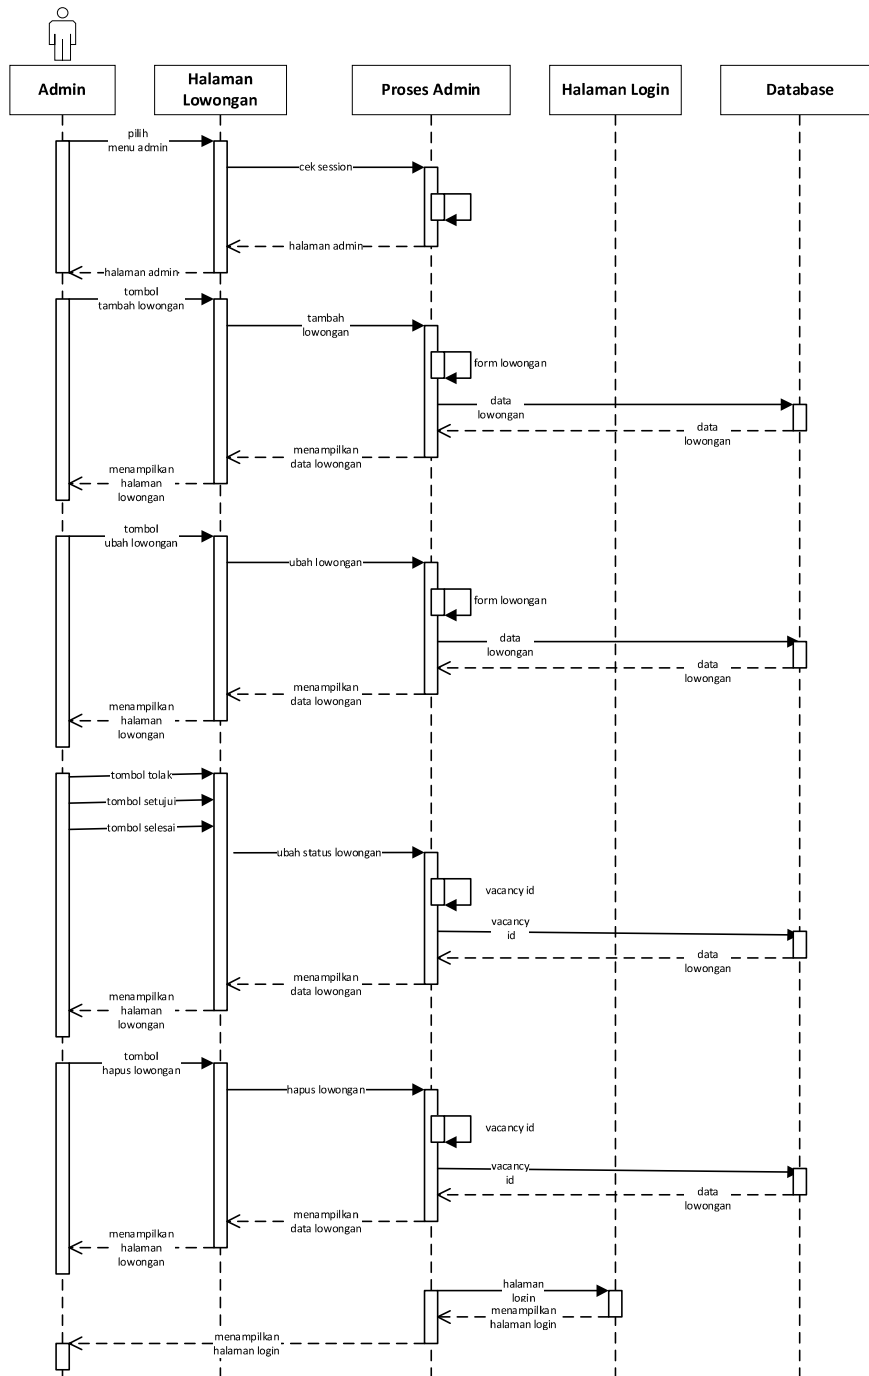 Admin
Halaman
Lowongan
Proses Admin
Halaman Login
Database
pilih
menu admin
cek session
halaman admin
halaman admin
tombol
tambah lowongan
tambah
lowongan
form lowongan
data
lowongan
data
lowongan
menampilkan
data lowongan
menampilkan
halaman
lowongan
tombol
ubah lowongan
ubah lowongan
form lowongan
data
lowongan
data
lowongan
menampilkan
data lowongan
menampilkan
halaman
lowongan
tombol tolak
tombol setujui
tombol selesai
ubah status lowongan
vacancy id
vacancy
id
data
lowongan
menampilkan
data lowongan
menampilkan
halaman
lowongan
tombol
hapus lowongan
hapus lowongan
vacancy id
vacancy
id
data
lowongan
menampilkan
data lowongan
menampilkan
halaman
lowongan
halaman
login
menampilkan
halaman login
menampilkan
halaman login